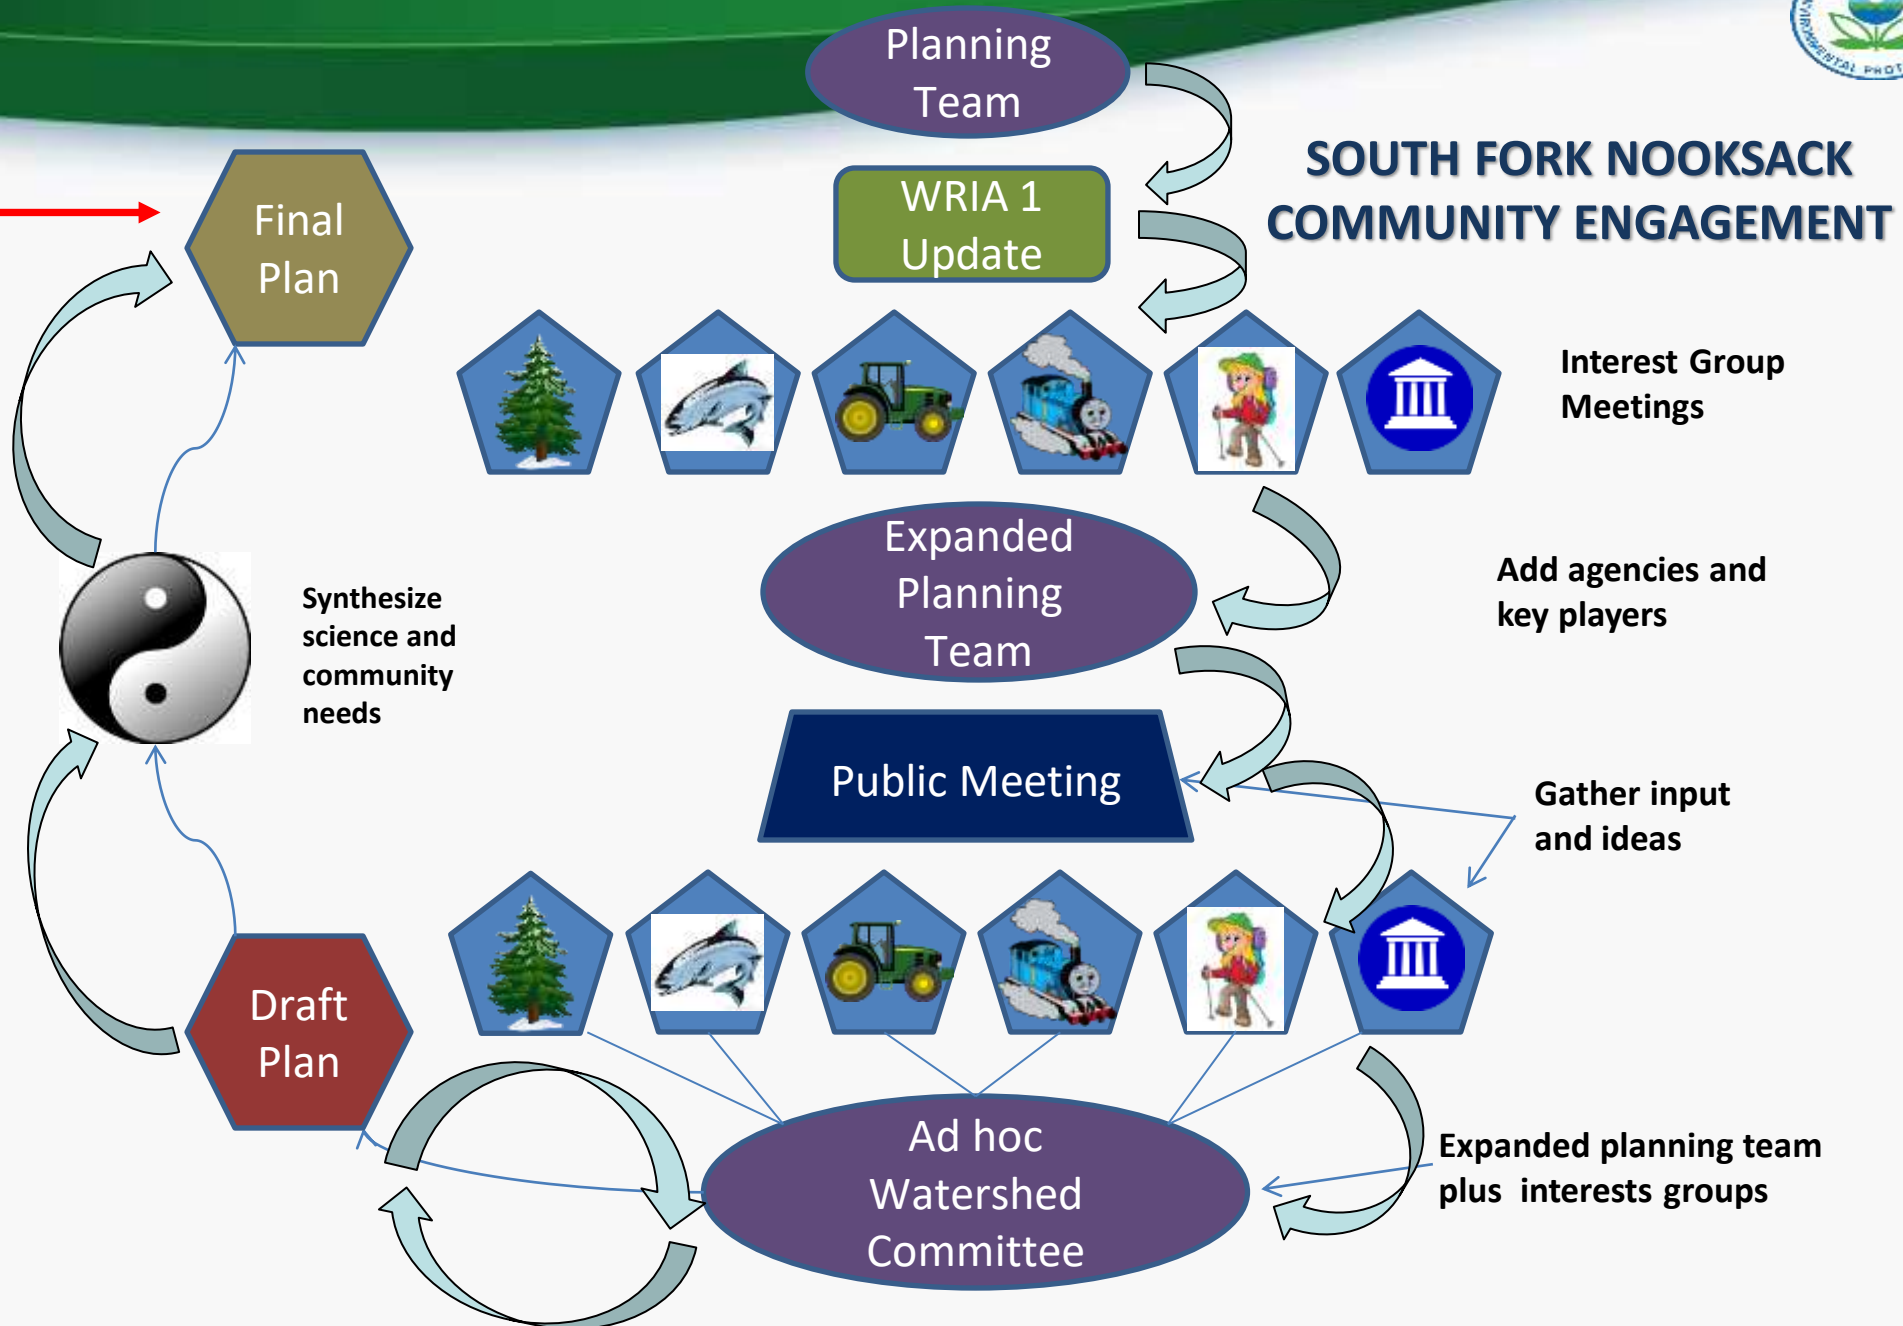 Planning
Team
VIRONMENTAL PROT
SOUTH FORK NOOKSACK
COMMUNITY ENGAGEMENT
WRIA 1
Update
Final
Plan
Interest Group
Meetings
Expanded
Planning
Team
Add agencies and
key players
Synthesize
science and
community
needs
Public Meeting
Gather input
and ideas
Draft
Plan
Ad hoc
Watershed
Committee
Expanded planning team
plus interests groups